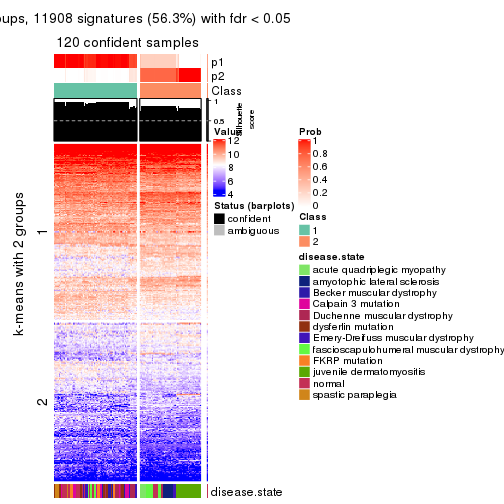 oups, 11908 signatures (56.3%) with fdr < 0.05
120 confident samples
p1
p2
Class
1
0.5
Silhouette
score
Value
12
10
8
6
4
Prob
1
0.8
0.6
0.4
0.2
0
Status (barplots)
confident
ambiguous
Class
1
2
disease.state
acute quadriplegic myopathy
amyotophic lateral sclerosis
Becker muscular dystrophy
Calpain 3 mutation
Duchenne muscular dystrophy
dysferlin mutation
Emery-Dreifuss muscular dystrophy
fascioscapulohumeral muscular dystrophy
FKRP mutation
juvenile dermatomyositis
normal
spastic paraplegia
k-means with 2 groups
1
2
disease.state